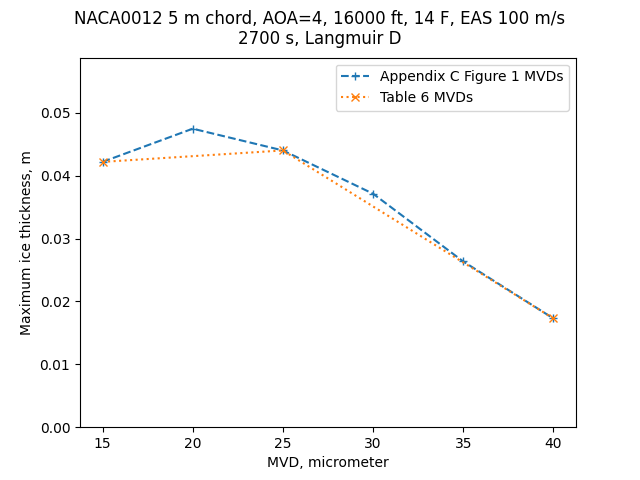 NACA0012 5 m chord, AOA=4, 16000 ft, 14 F, EAS 100 m/s
2700 s, Langmuir D
Appendix C Figure 1 MVDs
Table 6 MVDs
Maximum ice thickness, m
0.05
0.04
0.03
0.02
0.01
0.00
15 20 25 30 35 40
MVD, micrometer